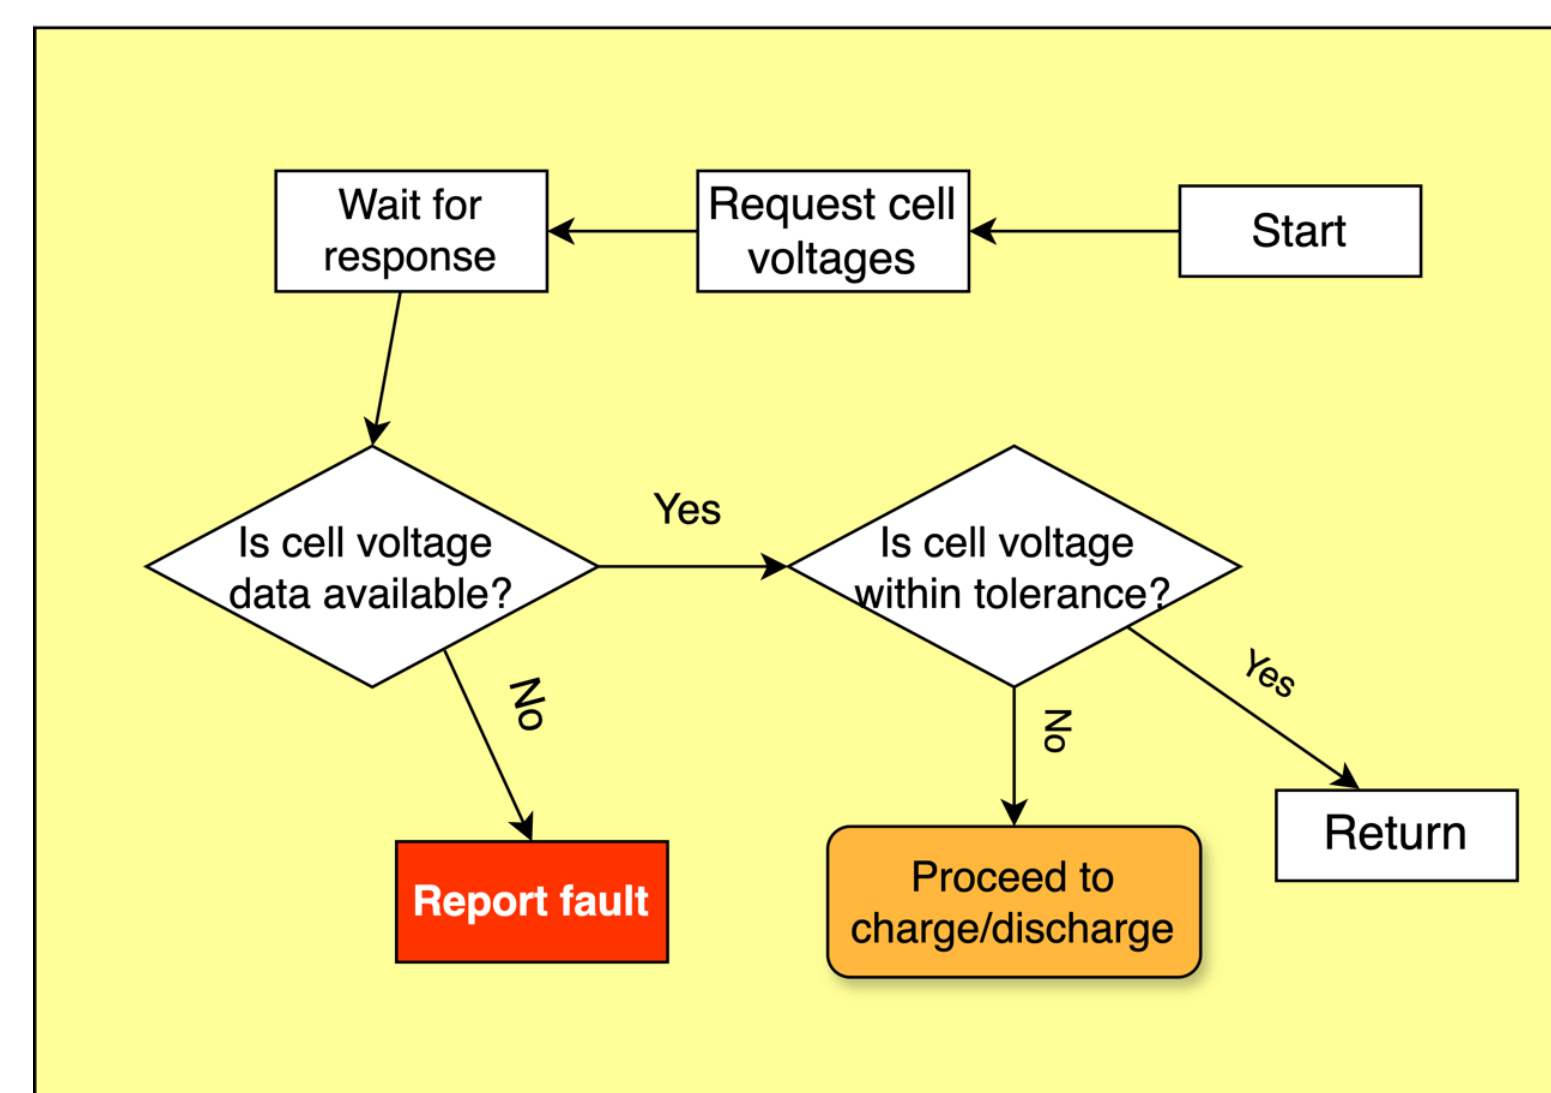 Wait for
response
Request cell
voltages
Start
Is cell voltage
data available?
Yes
Is cell voltage
within tolerance?
No
No
Yes
Report fault
Proceed to
charge/discharge
Return